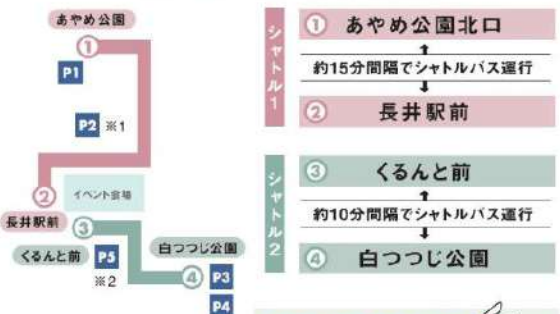 あやめ公園
①
P1
P2 ※1
②
イベント会場
長井駅前
③
くるんと前
P5
※2
白つつじ公園
④
P3
P4
シャトル1
① あやめ公園北口
約15分間隔でシャトルバス運行
② 長井駅前
シャトル2
③ くるんと前
約10分間隔でシャトルバス運行
④ 白つつじ公園